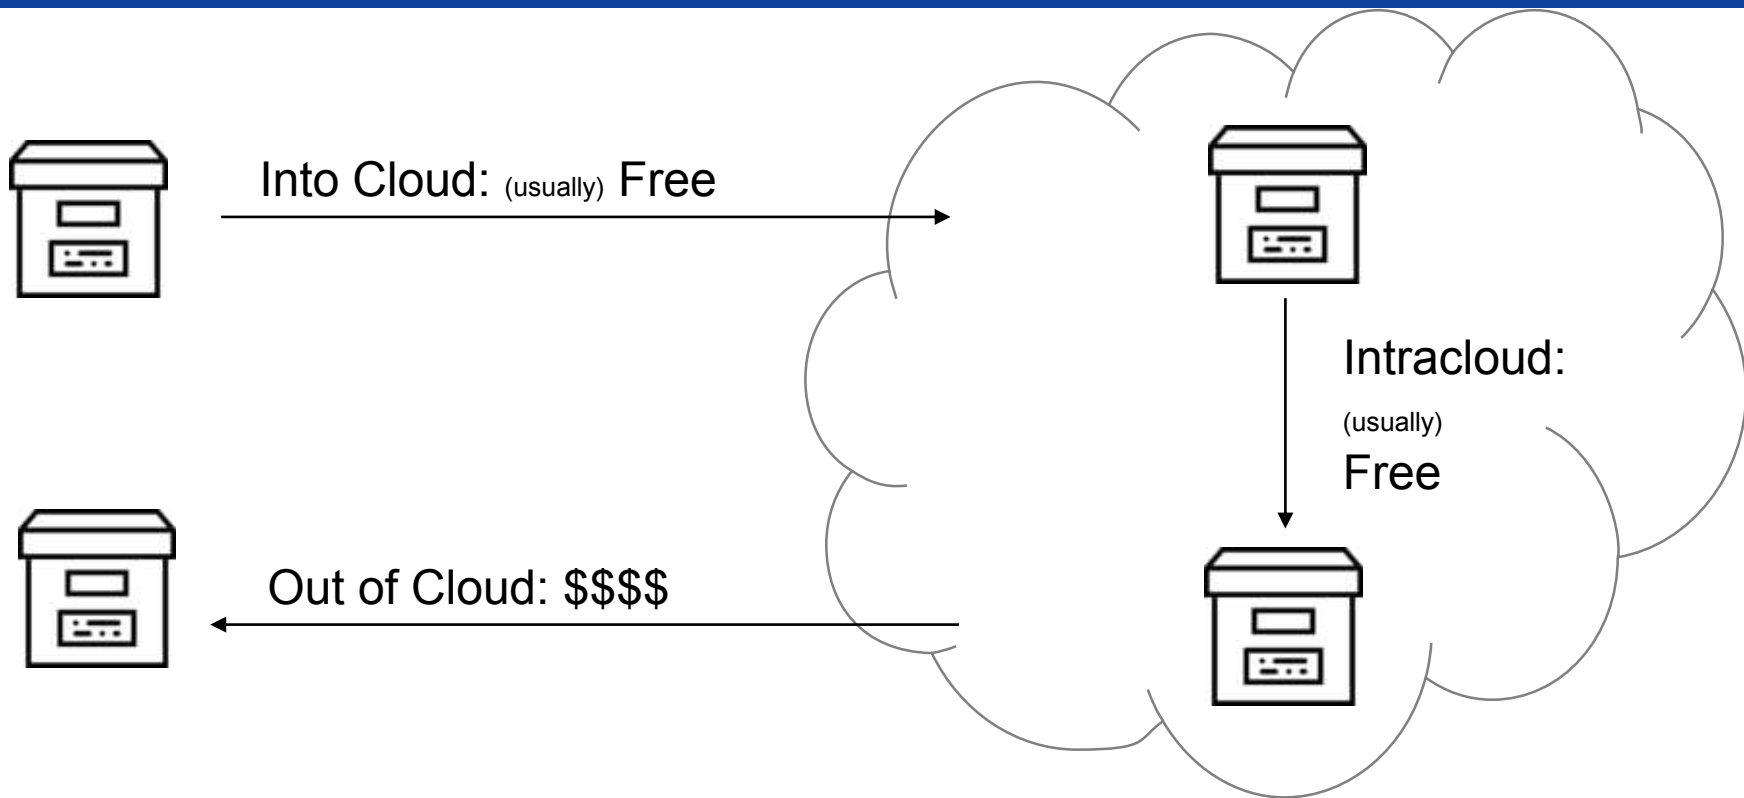 Into Cloud: (usually) Free
Intracloud:
(usually)
Free
Out of Cloud: $$$$